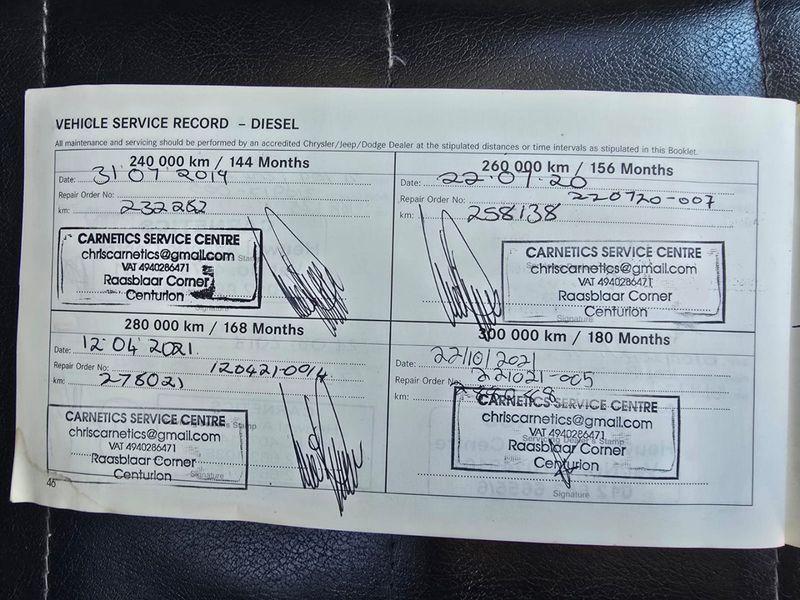 VEHICLE SERVICE RECORD – DIESEL
All maintenance and servicing should be performed by an accredited Chrysler/Jeep/Dodge Dealer at the stipulated distances or time intervals as stipulated in this Booklet.
240 000 km / 144 Months
Date: 31 07 2019
Repair Order No:
km: 232262
CARNETICS SERVICE CENTRE
chriscarnetics@gmail.com
VAT 4940286471
Raasblaar Corner
Centurion
260 000 km / 156 Months
Date: 22.07.20
Repair Order No: 220720-007
km: 258138
CARNETICS SERVICE CENTRE
chriscarnetics@gmail.com
VAT 4940286471
Raasblaar Corner
Centurion
Signature
280 000 km / 168 Months
Date: 12 04 2021.
Repair Order No: 120421-0014
km: 278021
CARNETICS SERVICE CENTRE
chriscarnetics@gmail.com
Stamp
VAT 4940286471
Raasblaar Corner
Centurion
Signature
300 000 km / 180 Months
Date: 22/10/2021
Repair Order No: 221021-005
km:
CARNETICS SERVICE CENTRE
chriscarnetics@gmail.com
VAT 4940286471
Servicing Dealer's Stamp
Raasblaar Corner
Centurion
Signature
46